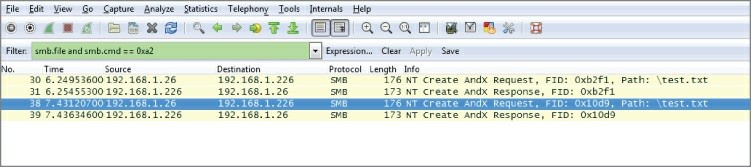 File Edit View Go Capture Analyze Statistics Telephony Tools Internals Help
Filter: smb.file and smb.cmd == 0xa2 Expression... Clear Apply Save
No. Time Source Destination Protocol Length Info
30 6.24953600 192.168.1.26 192.168.1.226 SMB 176 NT Create AndX Request, FID: 0xb2f1, Path: \test.txt
31 6.25455300 192.168.1.226 192.168.1.26 SMB 173 NT Create AndX Response, FID: 0xb2f1
38 7.43120700 192.168.1.26 192.168.1.226 SMB 176 NT Create AndX Request, FID: 0x10d9, Path: \test.txt
39 7.43634600 192.168.1.226 192.168.1.26 SMB 173 NT Create AndX Response, FID: 0x10d9